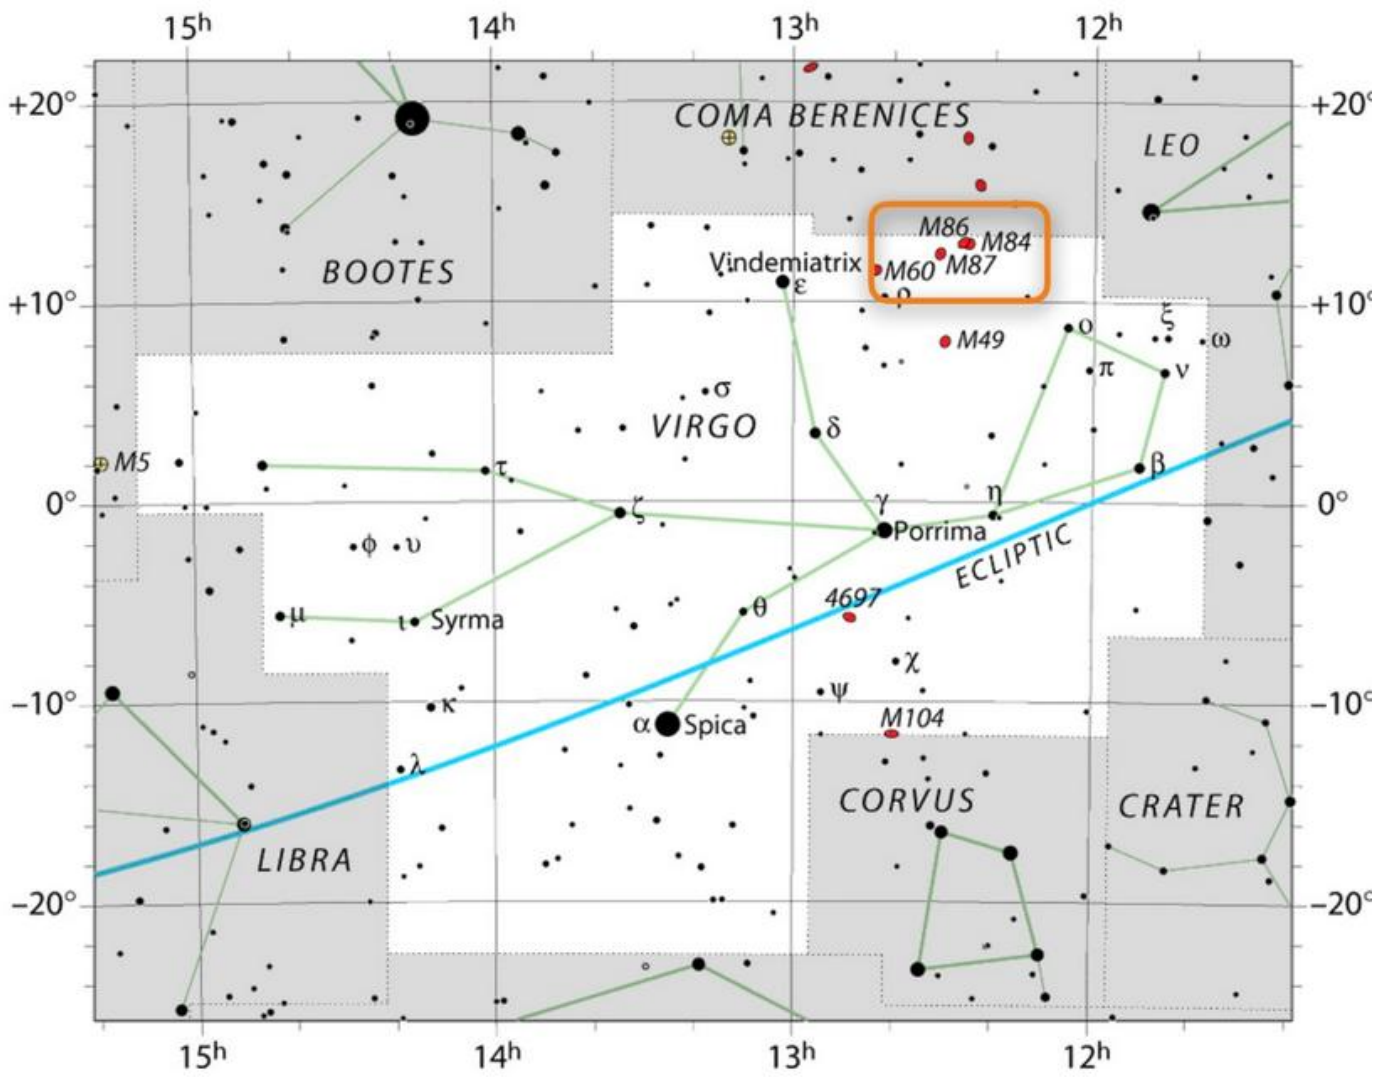 15h 14h 13h 12h
+20° +20°
COMA BERENICES
LEO
M86
M84
BOOTES
Vindemiatrix
M60 M87
ε
ρ
+10° +10°
ο ξ
M49
ω
π ν
σ
VIRGO
δ
M5
τ
β
γ η
0° 0°
ζ
Porrima
φ υ
ECLIPTIC
4697
θ
μ
ι Syrma
χ
ψ
-10° -10°
κ
α Spica
M104
λ
CORVUS
CRATER
LIBRA
-20° -20°
15h 14h 13h 12h